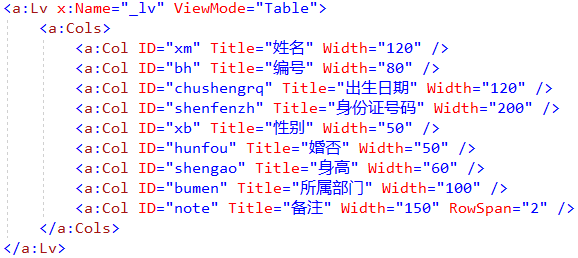 <a:Lv x:Name="_lv" ViewMode="Table">
<a:Cols>
<a:Col ID="xm" Title="姓名" Width="120" />
<a:Col ID="bh" Title="编号" Width="80" />
<a:Col ID="chushengrq" Title="出生日期" Width="120" />
<a:Col ID="shenfenzh" Title="身份证号码" Width="200" />
<a:Col ID="xb" Title="性别" Width="50" />
<a:Col ID="hunfou" Title="婚否" Width="50" />
<a:Col ID="shengao" Title="身高" Width="60" />
<a:Col ID="bumen" Title="所属部门" Width="100" />
<a:Col ID="note" Title="备注" Width="150" RowSpan="2" />
</a:Cols>
</a:Lv>